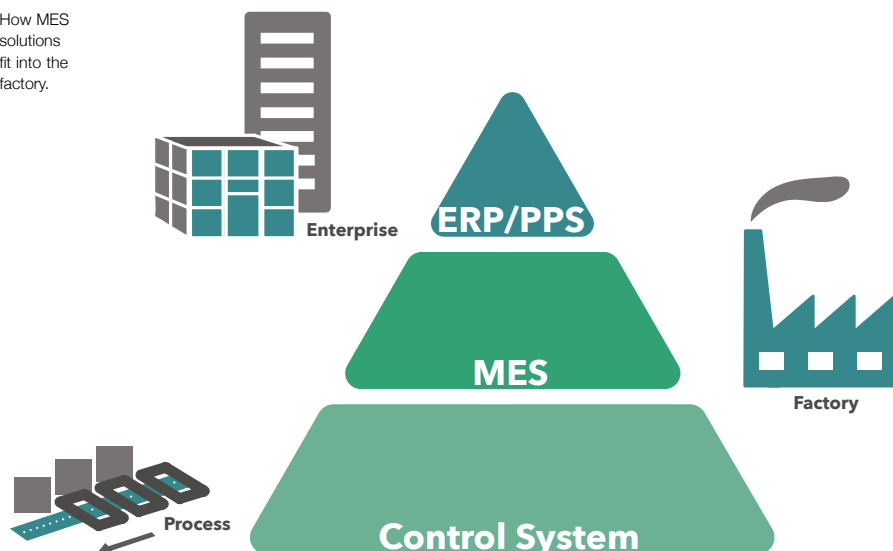 How MES
solutions
fit into the
factory.
Enterprise
ERP/PPS
MES
Factory
Process
Control System